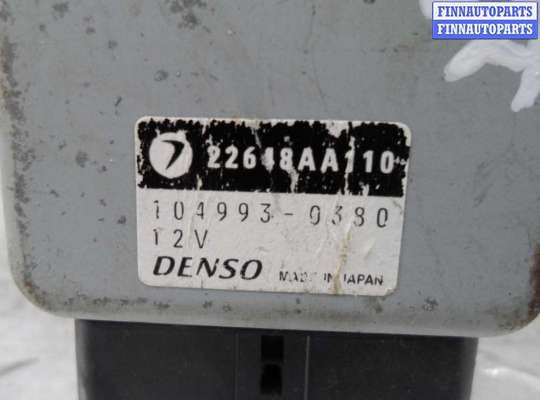 FINNAUTOPARTS
FINNAUTOPARTS
22648AA110
104993-0380
12V
DENSO MADE IN JAPAN